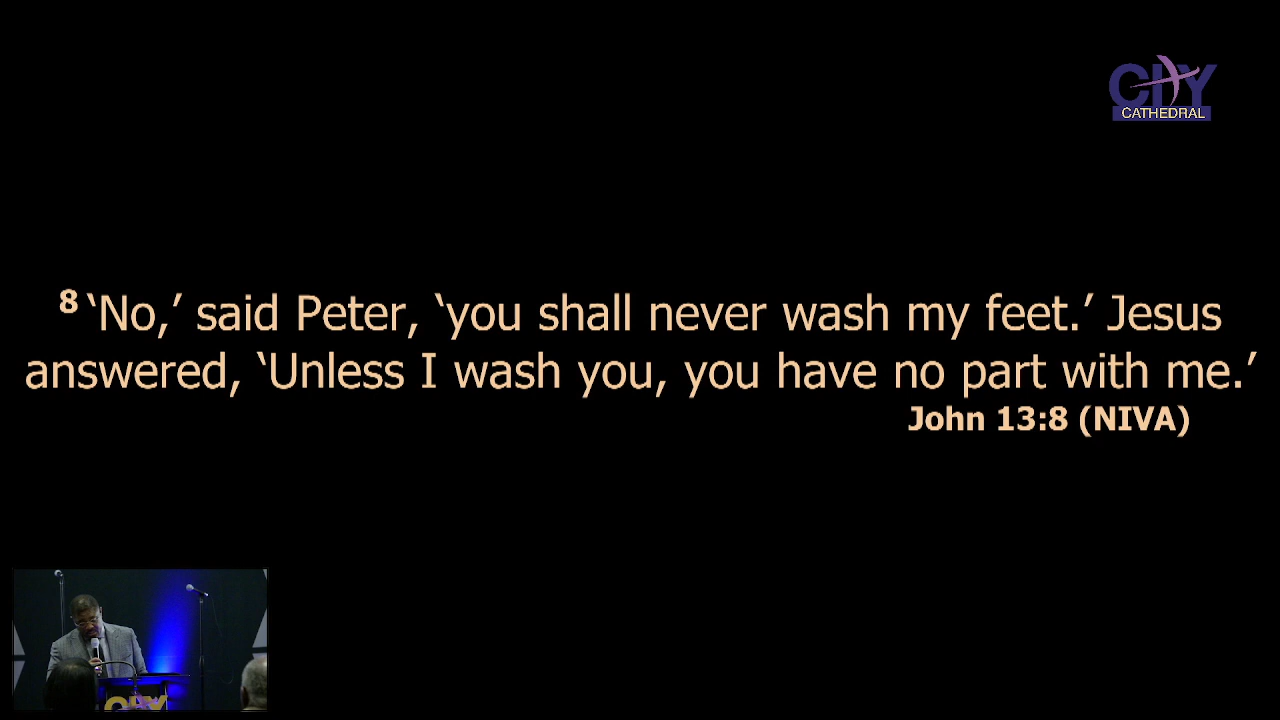 CITY
CATHEDRAL
8 ‘No,’ said Peter, ‘you shall never wash my feet.’ Jesus
answered, ‘Unless I wash you, you have no part with me.’
John 13:8 (NIVA)
CITY